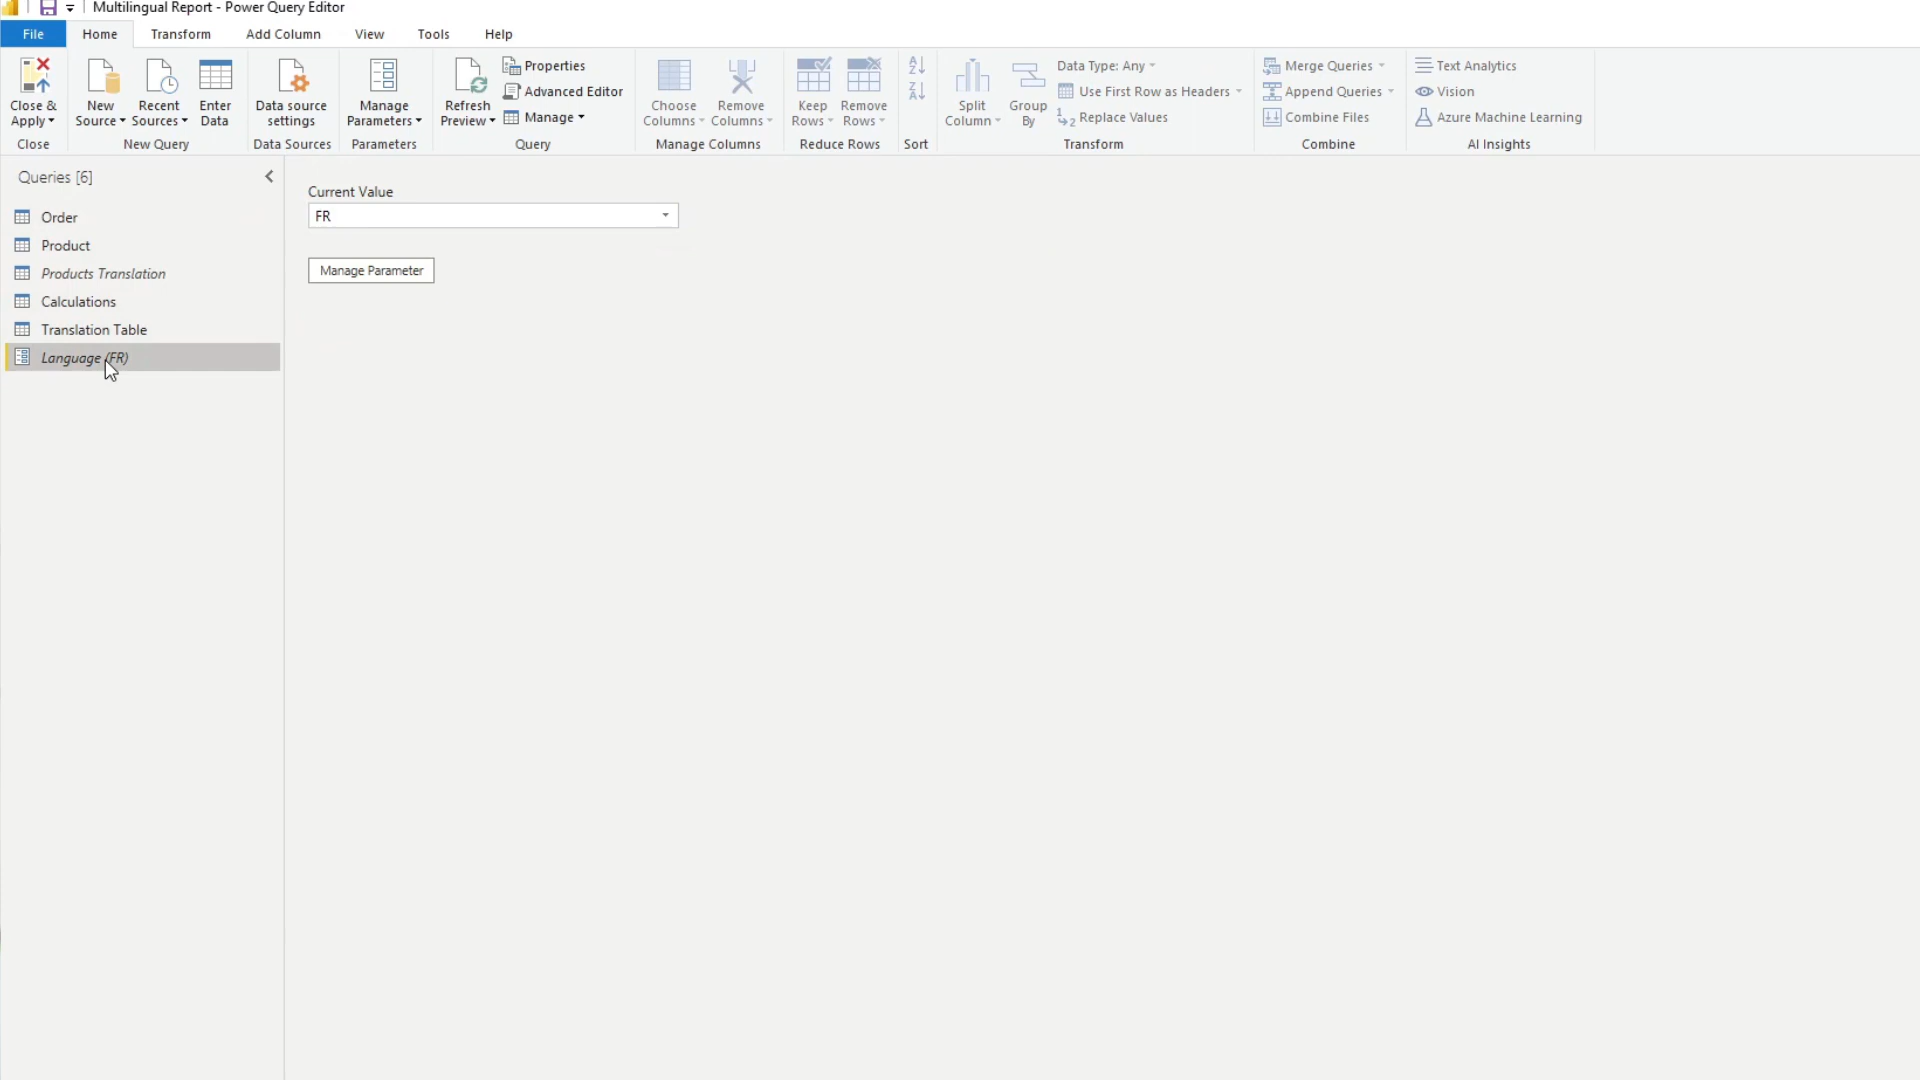 Multilingual Report - Power Query Editor
File Home Transform Add Column View Tools Help
Close & Apply
Close
New Source
Recent Sources
Enter Data
New Query
Data source settings
Data Sources
Manage Parameters
Parameters
Refresh Preview
Properties
Advanced Editor
Manage
Query
Choose Columns
Remove Columns
Manage Columns
Keep Rows
Remove Rows
Reduce Rows
A
Z
Z
A
Sort
Split Column
Group By
Data Type: Any
Use First Row as Headers
1 2 Replace Values
Transform
Merge Queries
Append Queries
Combine Files
Combine
Text Analytics
Vision
Azure Machine Learning
AI Insights
Queries [6]
Order
Product
Products Translation
Calculations
Translation Table
Language (FR)
Current Value
FR
Manage Parameter